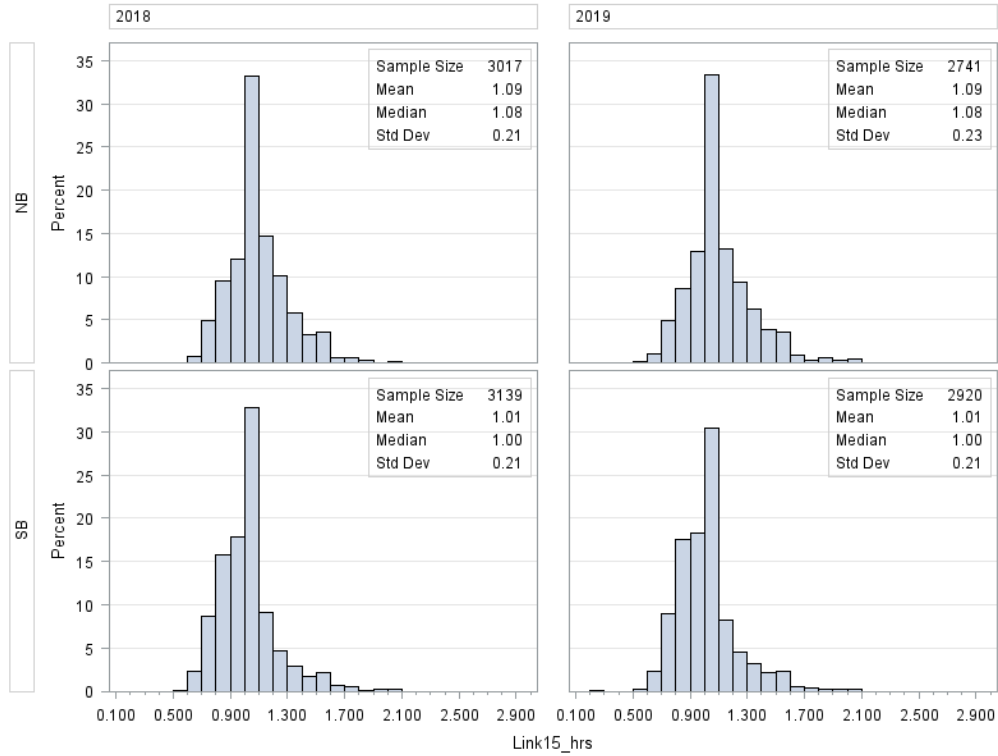 2018
2019
NB
Percent
35
30
25
20
15
10
5
0
Sample Size 3017
Mean 1.09
Median 1.08
Std Dev 0.21
Sample Size 2741
Mean 1.09
Median 1.08
Std Dev 0.23
SB
Percent
35
30
25
20
15
10
5
0
Sample Size 3139
Mean 1.01
Median 1.00
Std Dev 0.21
Sample Size 2920
Mean 1.01
Median 1.00
Std Dev 0.21
0.100 0.500 0.900 1.300 1.700 2.100 2.500 2.900
0.100 0.500 0.900 1.300 1.700 2.100 2.500 2.900
Link15_hrs